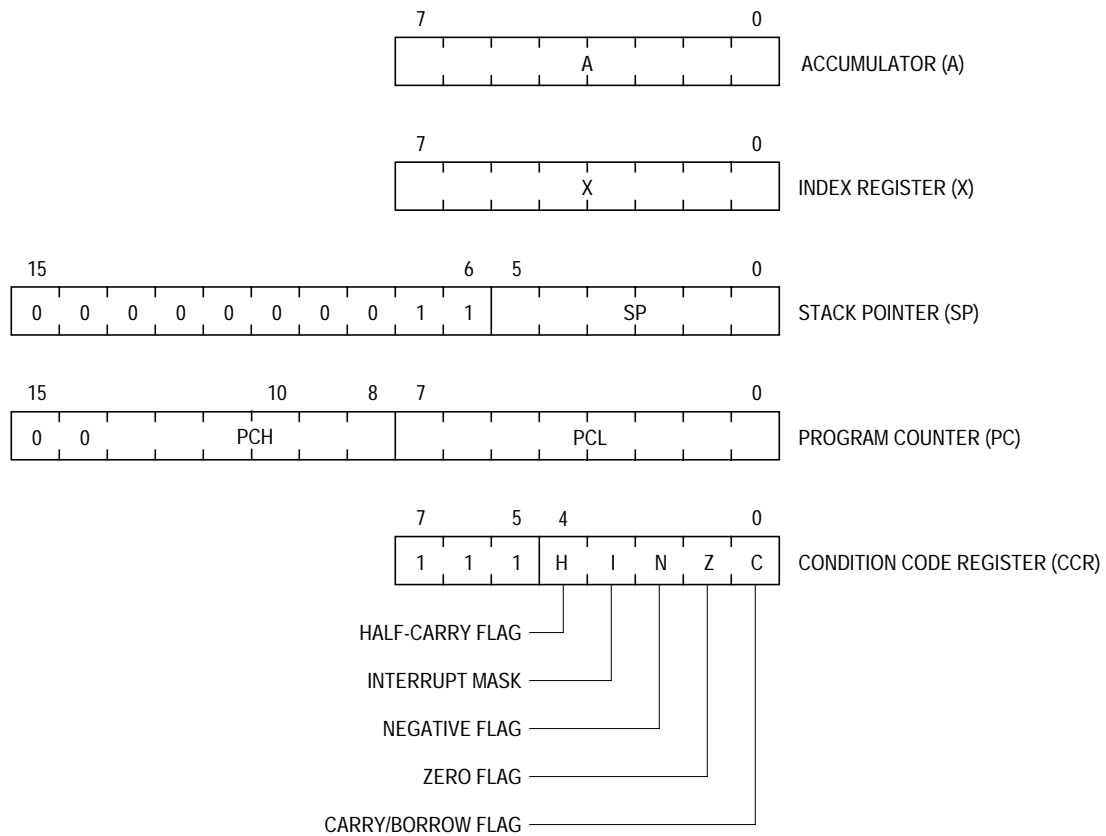 7 0
A ACCUMULATOR (A)
7 0
X INDEX REGISTER (X)
15 6 5 0
0 0 0 0 0 0 0 0 1 1 SP STACK POINTER (SP)
15 10 8 7 0
0 0 PCH PCL PROGRAM COUNTER (PC)
7 5 4 0
1 1 1 H I N Z C CONDITION CODE REGISTER (CCR)
HALF-CARRY FLAG
INTERRUPT MASK
NEGATIVE FLAG
ZERO FLAG
CARRY/BORROW FLAG